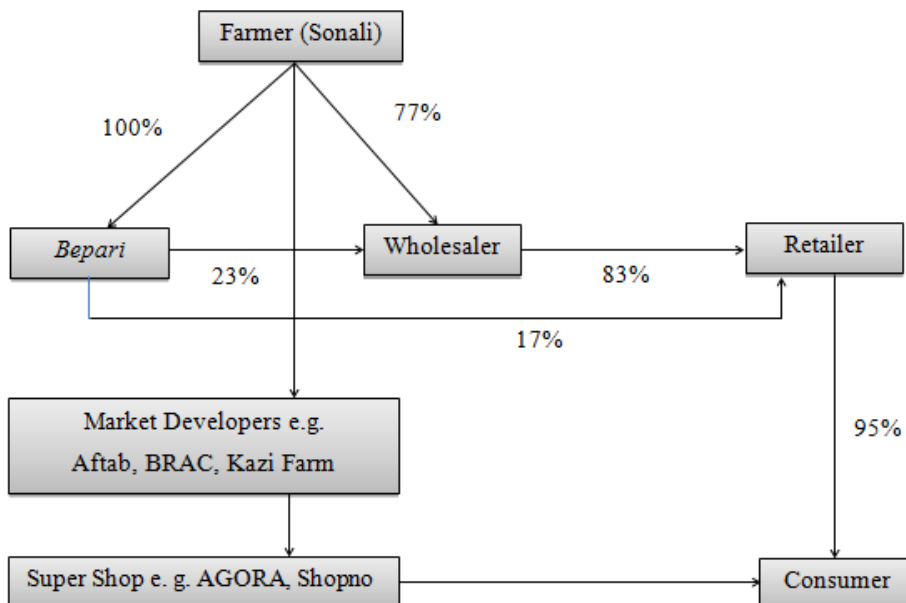 Farmer (Sonali)
100%
77%
Bepari
Wholesaler
Retailer
23%
83%
17%
Market Developers e.g.
Aftab, BRAC, Kazi Farm
95%
Super Shop e. g. AGORA, Shopno
Consumer